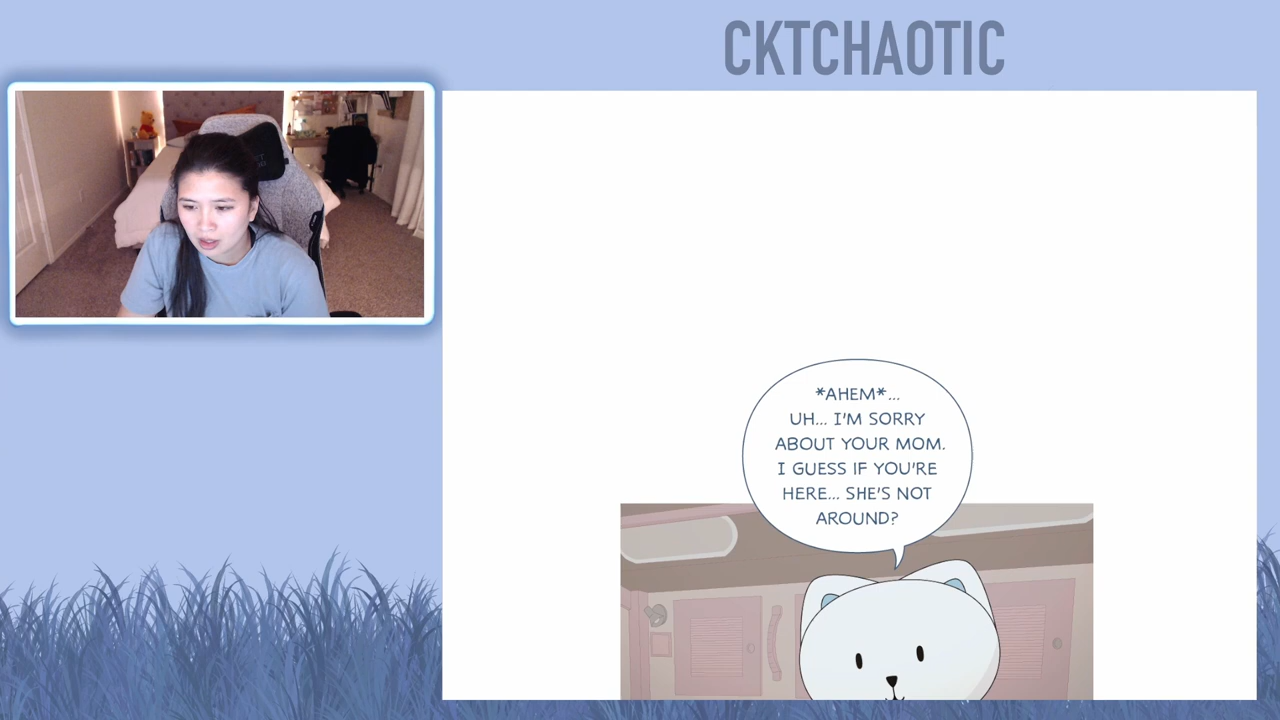 CKTCHAOTIC
*AHEM*...
UH... I'M SORRY
ABOUT YOUR MOM.
I GUESS IF YOU'RE
HERE... SHE'S NOT
AROUND?